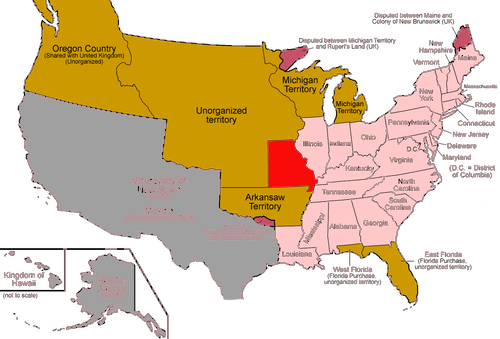 Disputed between Maine and
Colony of New Brunswick (UK)
Disputed between Michigan Territory
and Rupert's Land (UK)
Oregon Country
(Shared with United Kingdom)
(Unorganized)
New
Hampshire
Vermont
Maine
Michigan
Territory
Massachusetts
Unorganized
territory
Michigan
Territory
New
York
Rhode
Island
Connecticut
Pennsylvania
New Jersey
Illinois
Indiana
Ohio
Delaware
D.C.
Maryland
(D.C. = District
of Columbia)
Virginia
Kentucky
Arkansaw
Territory
Tennessee
North
Carolina
South
Carolina
Mississippi
Alabama
Georgia
Louisiana
East Florida
(Florida Purchase,
unorganized territory)
West Florida
(Florida Purchase,
unorganized territory)
Kingdom of
Hawaii
(not to scale)